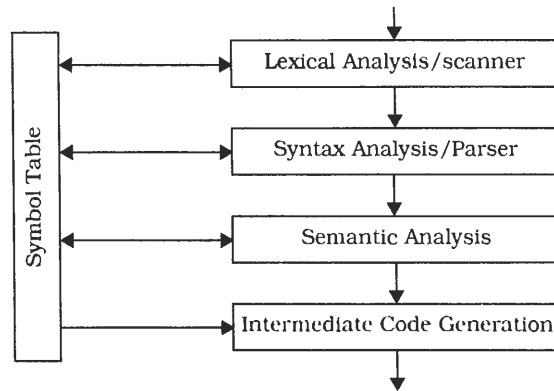 Lexical Analysis/scanner
Syntax Analysis/Parser
Symbol Table
Semantic Analysis
Intermediate Code Generation